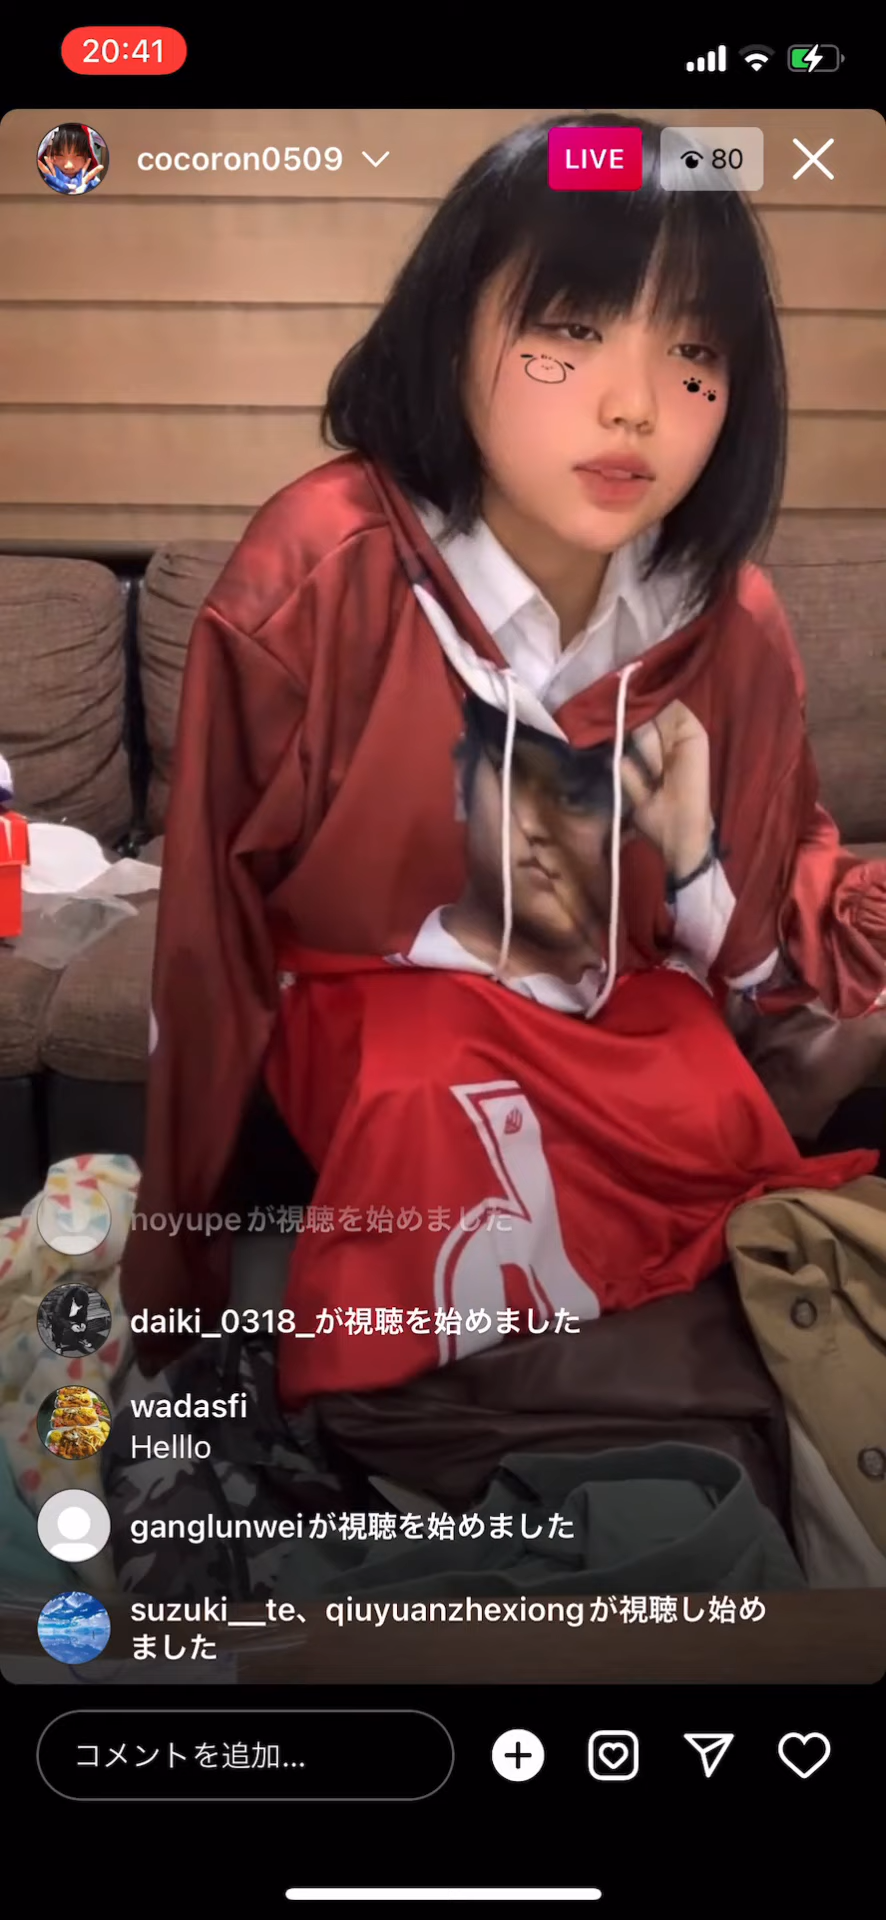 20:41
cocoron0509
LIVE
80
noyupeが視聴を始めました
daiki_0318_が視聴を始めました
wadasfi
Helllo
ganglunweiが視聴を始めました
suzuki__te、qiuyuanzhexiongが視聴し始め
ました
コメントを追加...